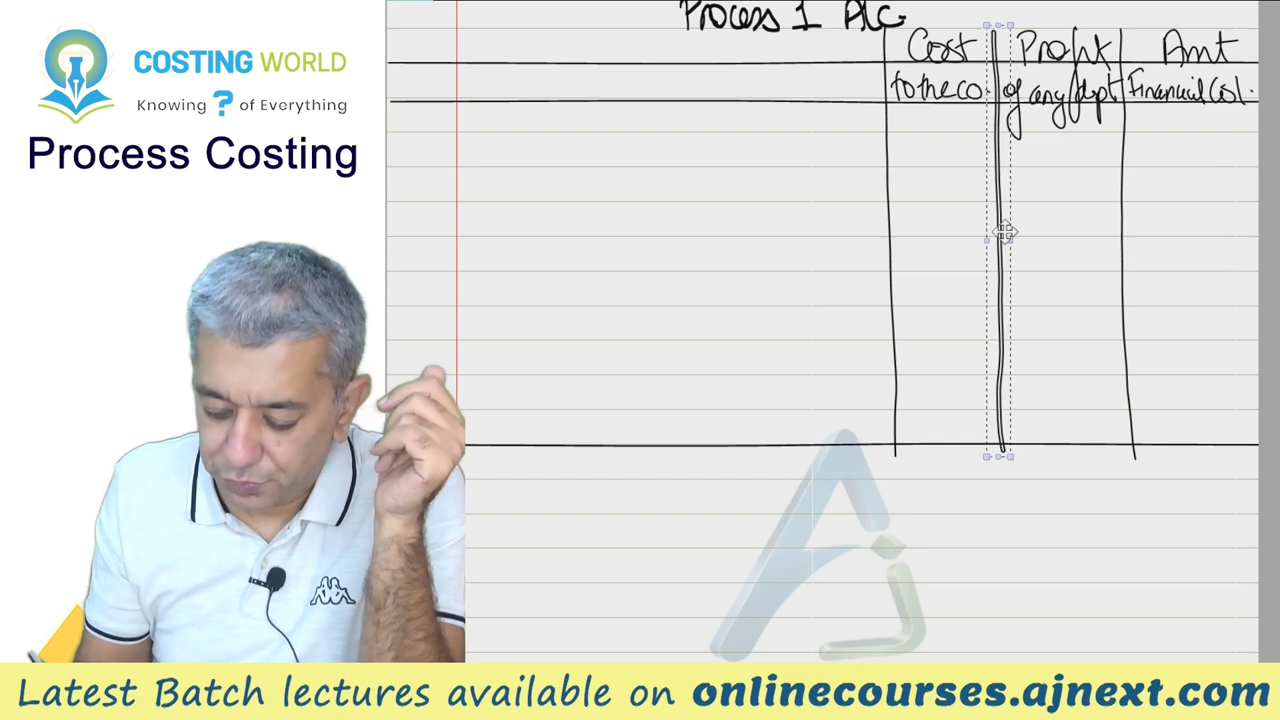 COSTING WORLD
Knowing ? of Everything
Process Costing
Process 1 A/c
Cost Profit Amt
to the co. of any dept Financial Col.
Latest Batch lectures available on onlinecourses.ajnext.com